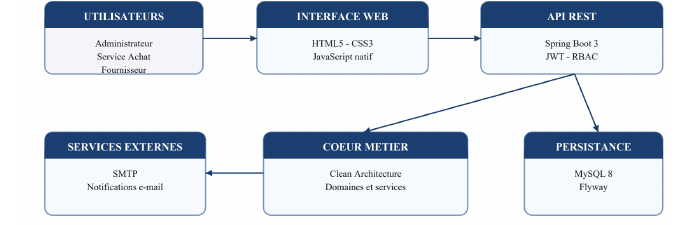 UTILISATEURS
Administrateur
Service Achat
Fournisseur
INTERFACE WEB
HTML5 - CSS3
JavaScript natif
API REST
Spring Boot 3
JWT - RBAC
SERVICES EXTERNES
SMTP
Notifications e-mail
COEUR METIER
Clean Architecture
Domaines et services
PERSISTANCE
MySQL 8
Flyway